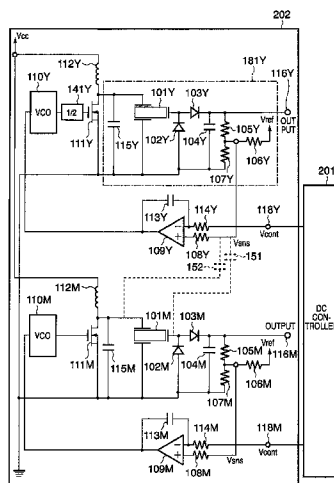 202
Vcc
112Y
110Y
141Y
101Y
103Y
181Y
116Y
VCO
1/2
105Y
OUT
PUT
Vref
111Y
115Y
102Y
104Y
106Y
107Y
113Y
114Y
118Y
201
108Y
Vsns
Vcont
109Y
152
151
112M
110M
101M
103M
OUTPUT
VCO
105M
116M
Vref
111M
115M
102M
104M
106M
107M
DC CON-
TROLLER
113M
114M
118M
Vsns
Vcont
109M
108M